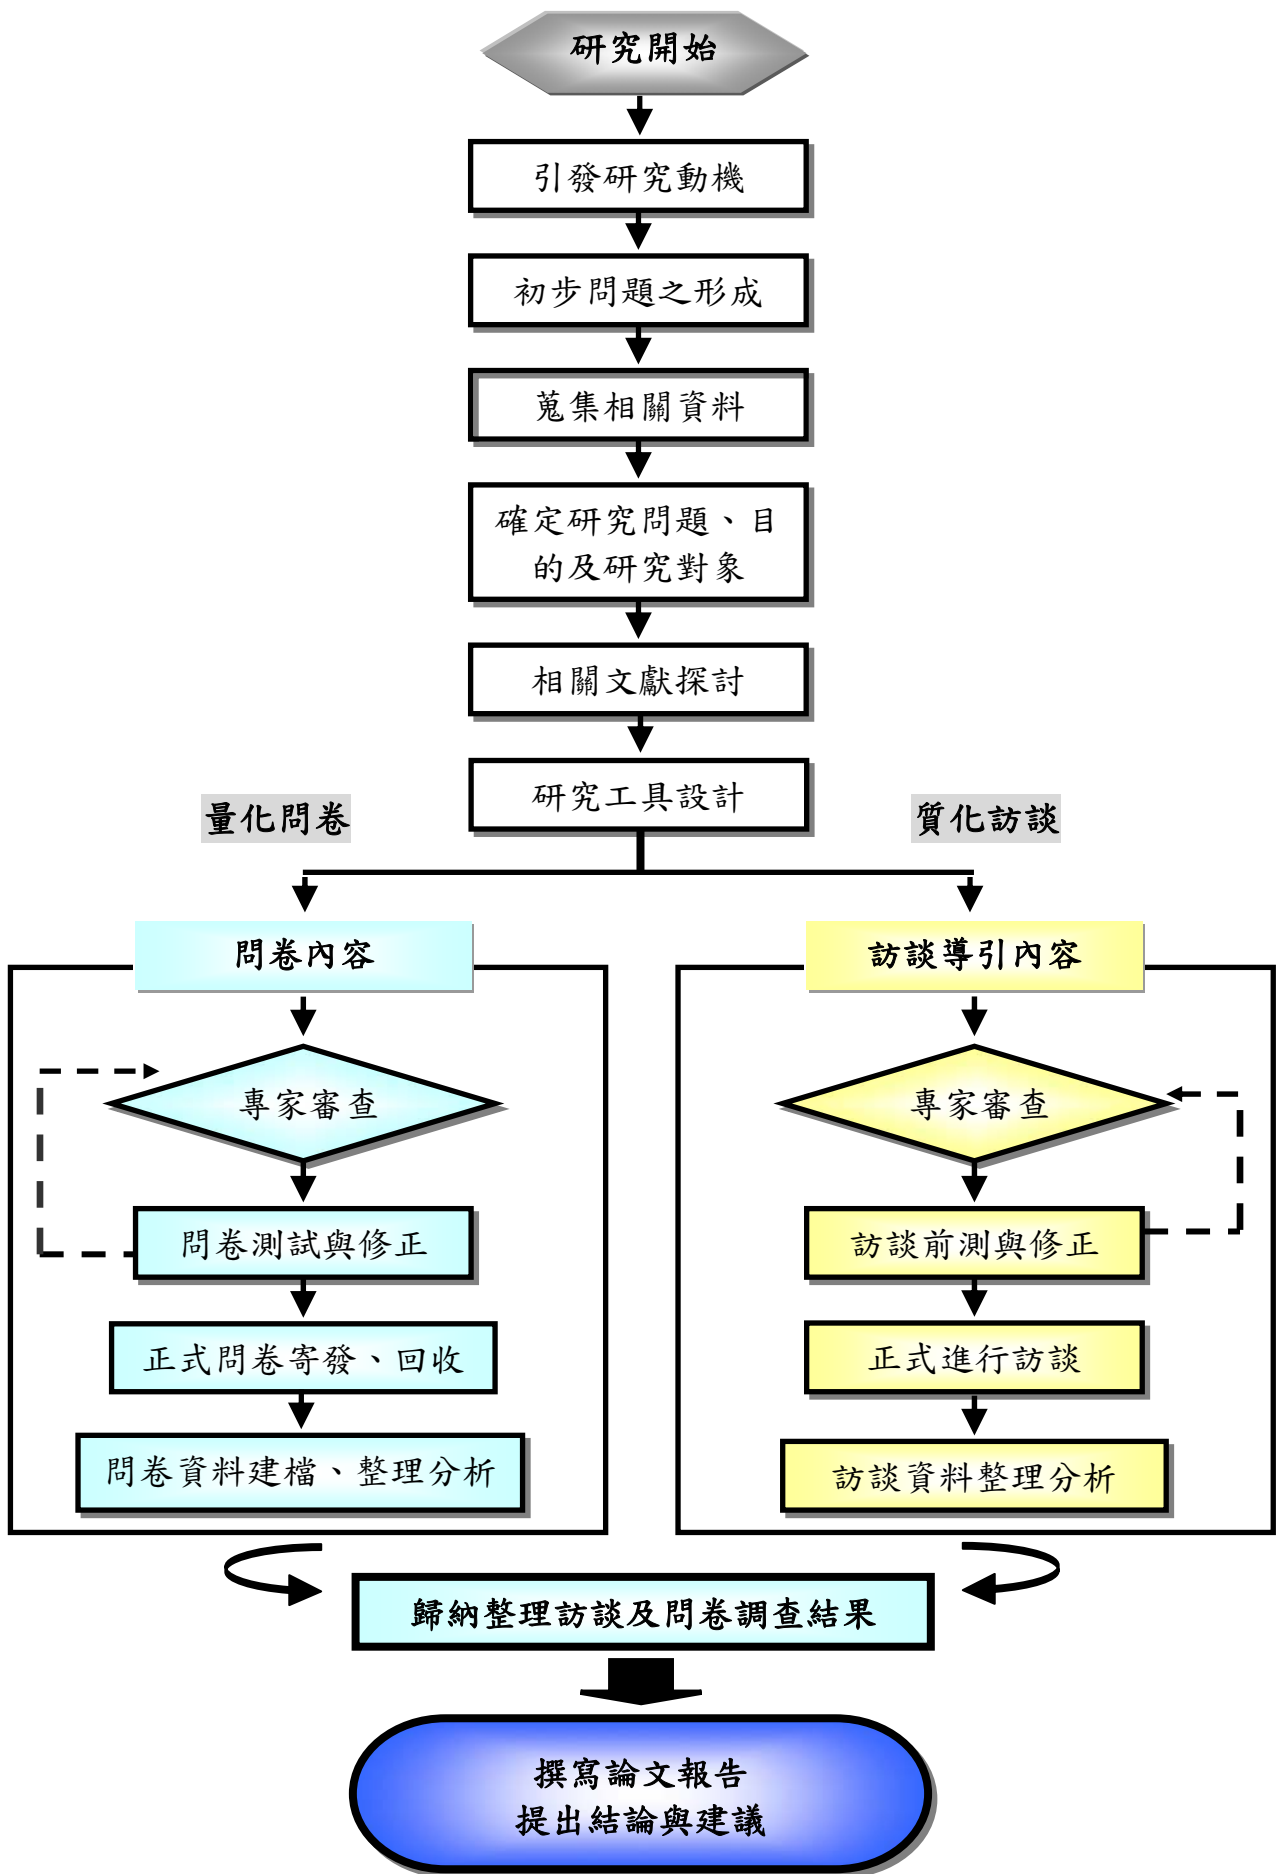 研究開始
引發研究動機
初步問題之形成
蒐集相關資料
確定研究問題、目
的及研究對象
相關文獻探討
研究工具設計
量化問卷
質化訪談
問卷內容
專家審查
問卷測試與修正
正式問卷寄發、回收
問卷資料建檔、整理分析
訪談導引內容
專家審查
訪談前測與修正
正式進行訪談
訪談資料整理分析
歸納整理訪談及問卷調查結果
撰寫論文報告
提出結論與建議